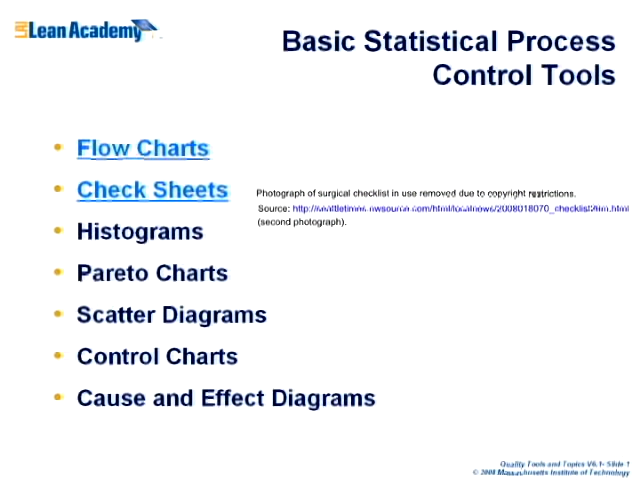 LAI Lean Academy
Basic Statistical Process
Control Tools
• Flow Charts
• Check Sheets
• Histograms
• Pareto Charts
• Scatter Diagrams
• Control Charts
• Cause and Effect Diagrams
Photograph of surgical checklist in use removed due to copyright restrictions.
Source:
(second photograph).
Quality Tools and Topics V6.1- Slide 1
© 2008 Massachusetts Institute of Technology